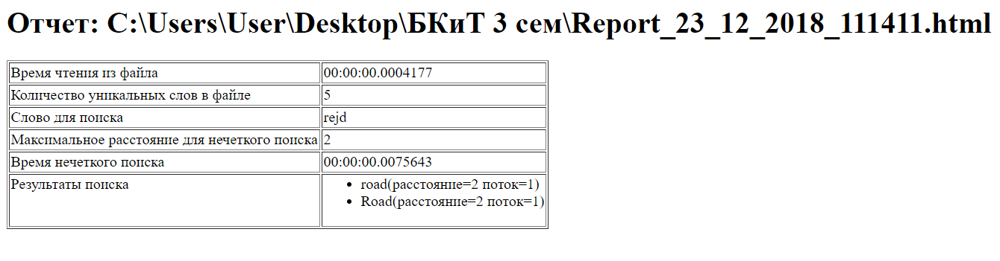 Отчет: C:\Users\User\Desktop\БКиТ 3 сем\Report_23_12_2018_111411.html
Время чтения из файла 00:00:00.0004177
Количество уникальных слов в файле 5
Слово для поиска rejd
Максимальное расстояние для нечеткого поиска 2
Время нечеткого поиска 00:00:00.0075643
Результаты поиска • road(расстояние=2 поток=1)
• Road(расстояние=2 поток=1)